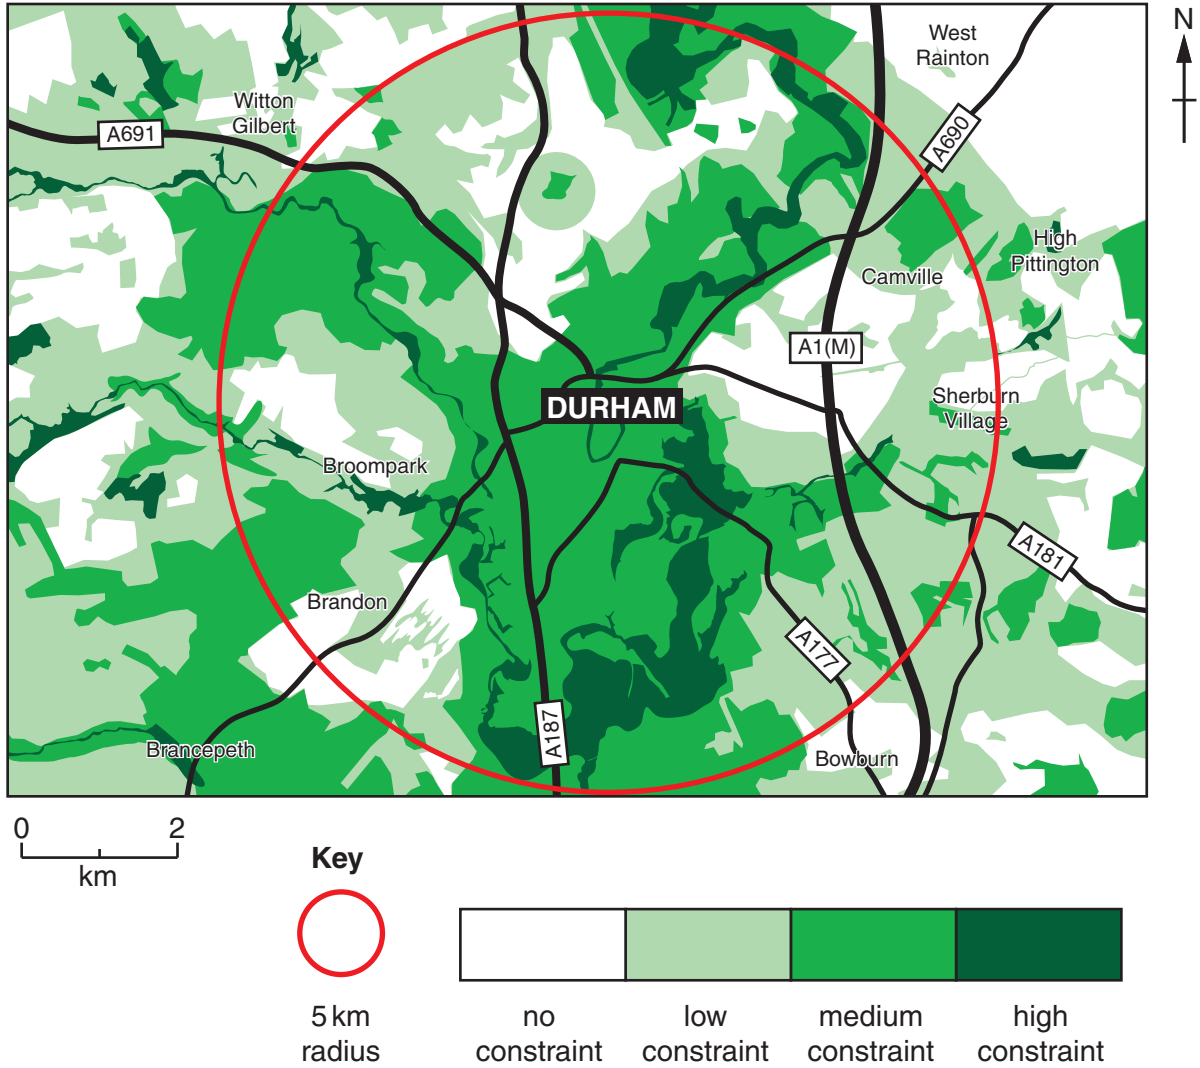 N
West
Rainton
Witton
Gilbert
A691
A690
High
Pittington
Camville
A1(M)
DURHAM
Sherburn
Village
Broompark
A181
Brandon
A177
A187
Brancepeth
Bowburn
0 2
km
Key
5 km
radius
no
constraint
low
constraint
medium
constraint
high
constraint